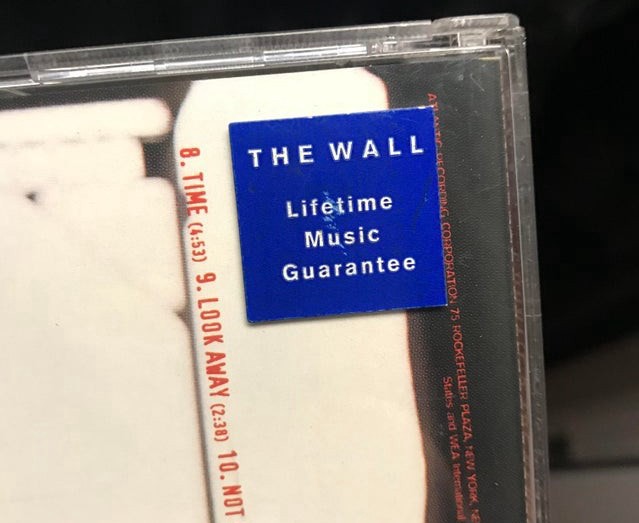 THE WALL
Lifetime
Music
Guarantee
8. TIME (4:53) 9. LOOK AWAY (2:38) 10. NOT
ATLANTIC RECORDING CORPORATION 75 ROCKEFELLER PLAZA, NEW YORK,
States and WEA International